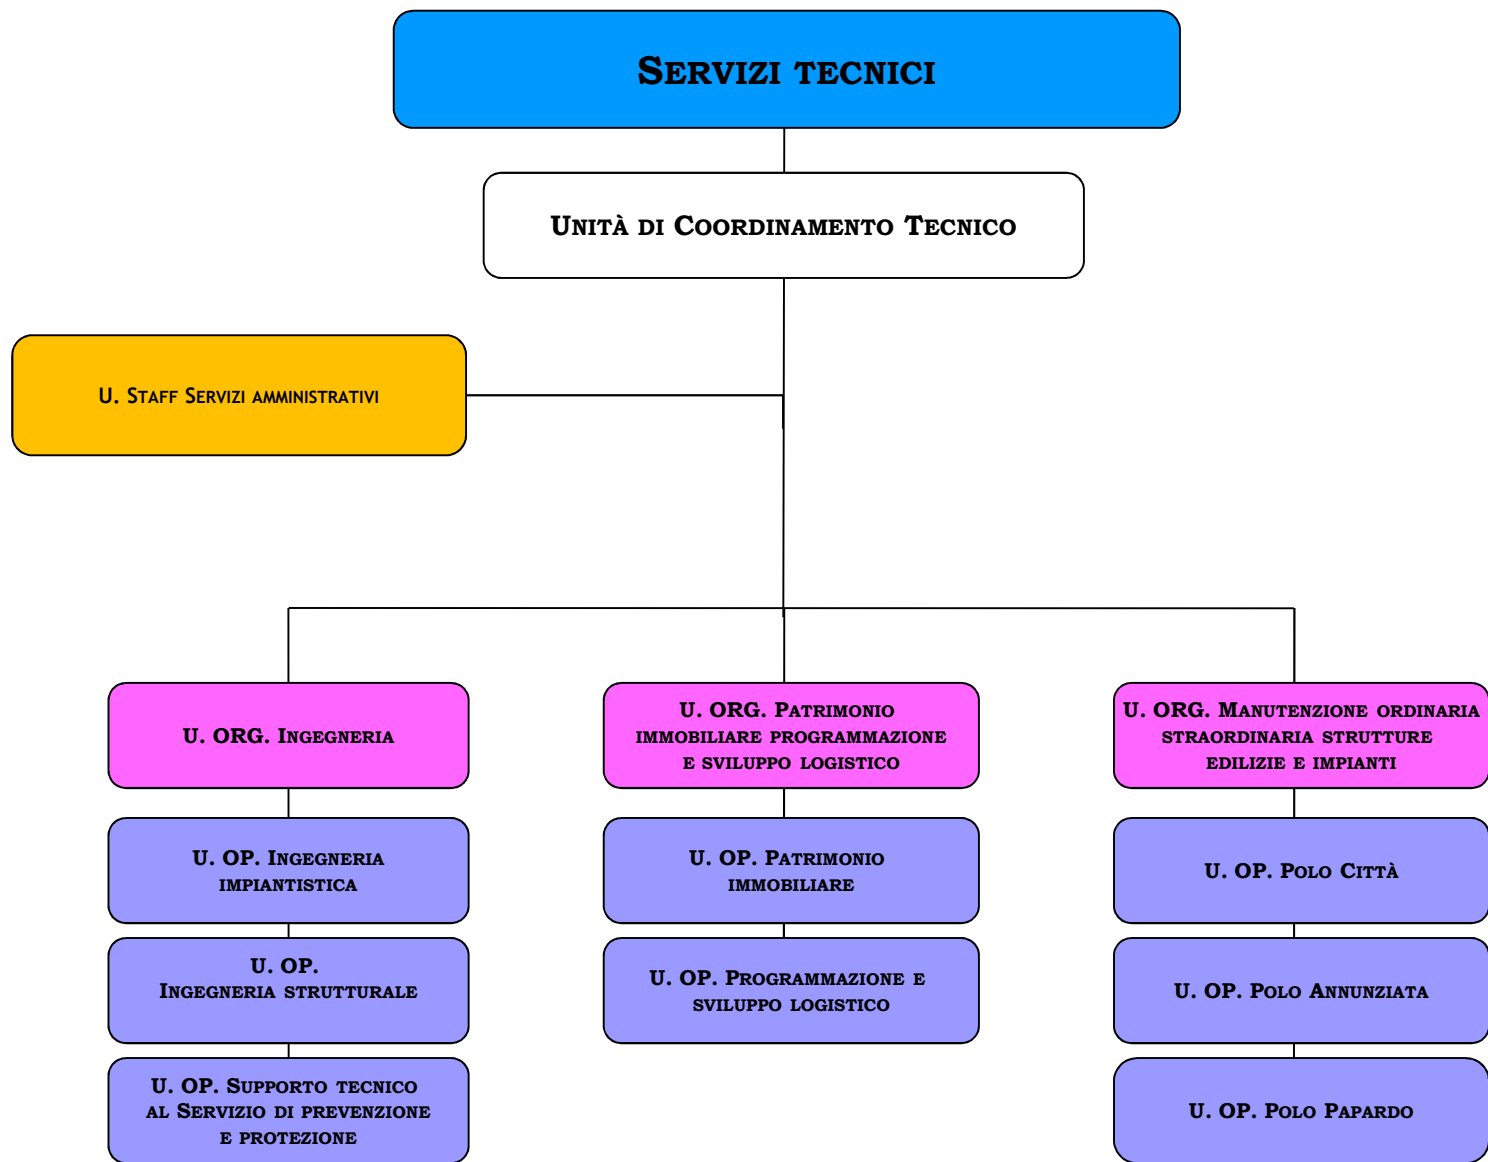 Servizi tecnici
Unità di Coordinamento Tecnico
U. Staff Servizi amministrativi
U. ORG. Ingegneria
U. OP. Ingegneria
impiantistica
U. OP.
Ingegneria strutturale
U. OP. Supporto tecnico
al Servizio di prevenzione
e protezione
U. ORG. Patrimonio
immobiliare programmazione
e sviluppo logistico
U. OP. Patrimonio
immobiliare
U. OP. Programmazione e
sviluppo logistico
U. ORG. Manutenzione ordinaria
straordinaria strutture
edilizie e impianti
U. OP. Polo Città
U. OP. Polo Annunziata
U. OP. Polo Papardo